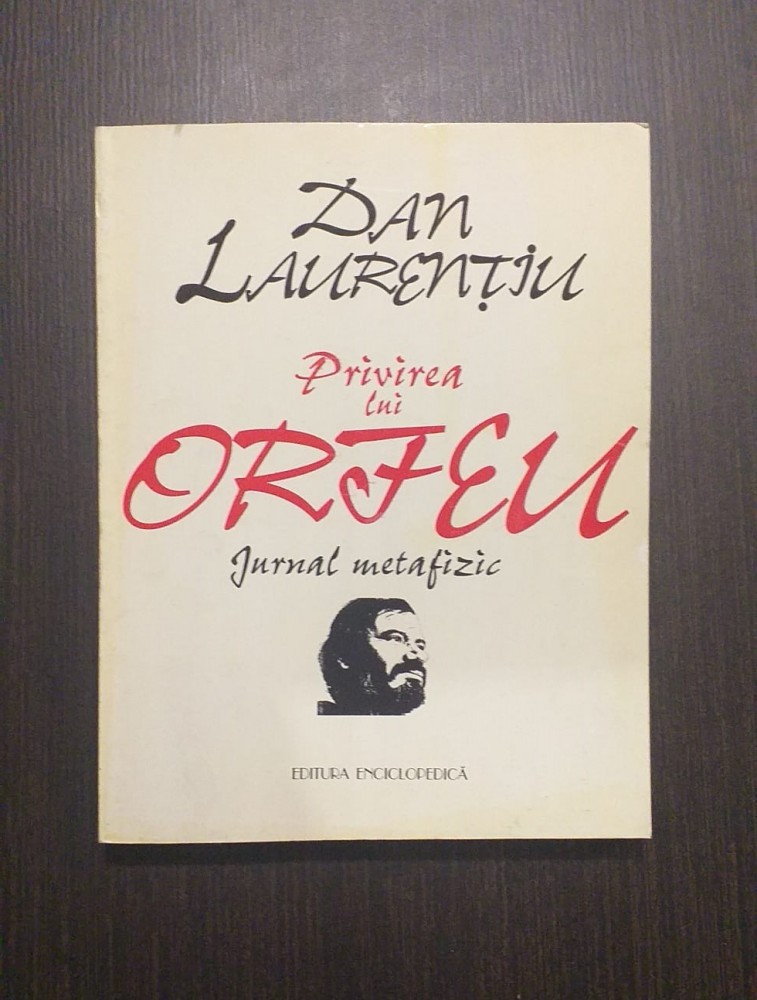 DAN
LAURENȚIU
Privirea
lui
ORFEU
Jurnal metafizic
EDITURA ENCICLOPEDICĂ